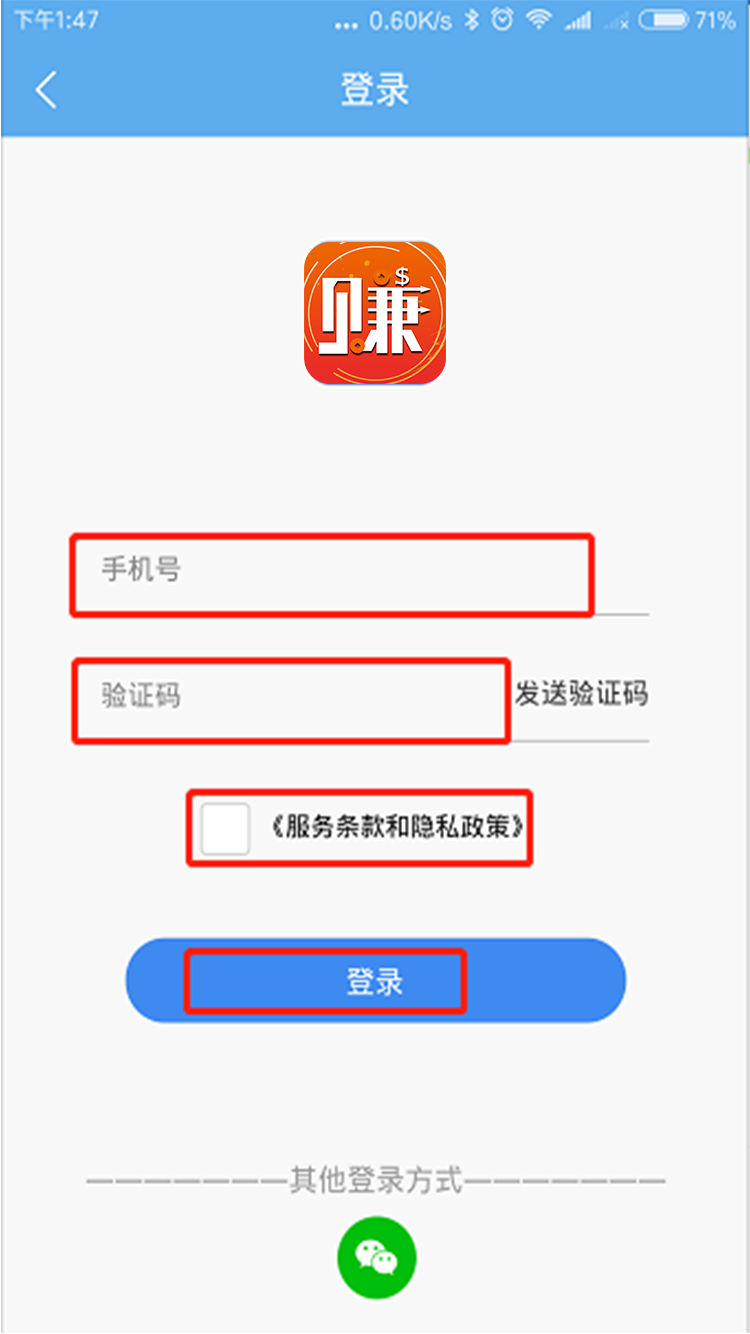 下午1:47 ... 0.60K/s 71%
登录
赚
$
手机号
验证码 发送验证码
《服务条款和隐私政策》
登录
————————其他登录方式————————